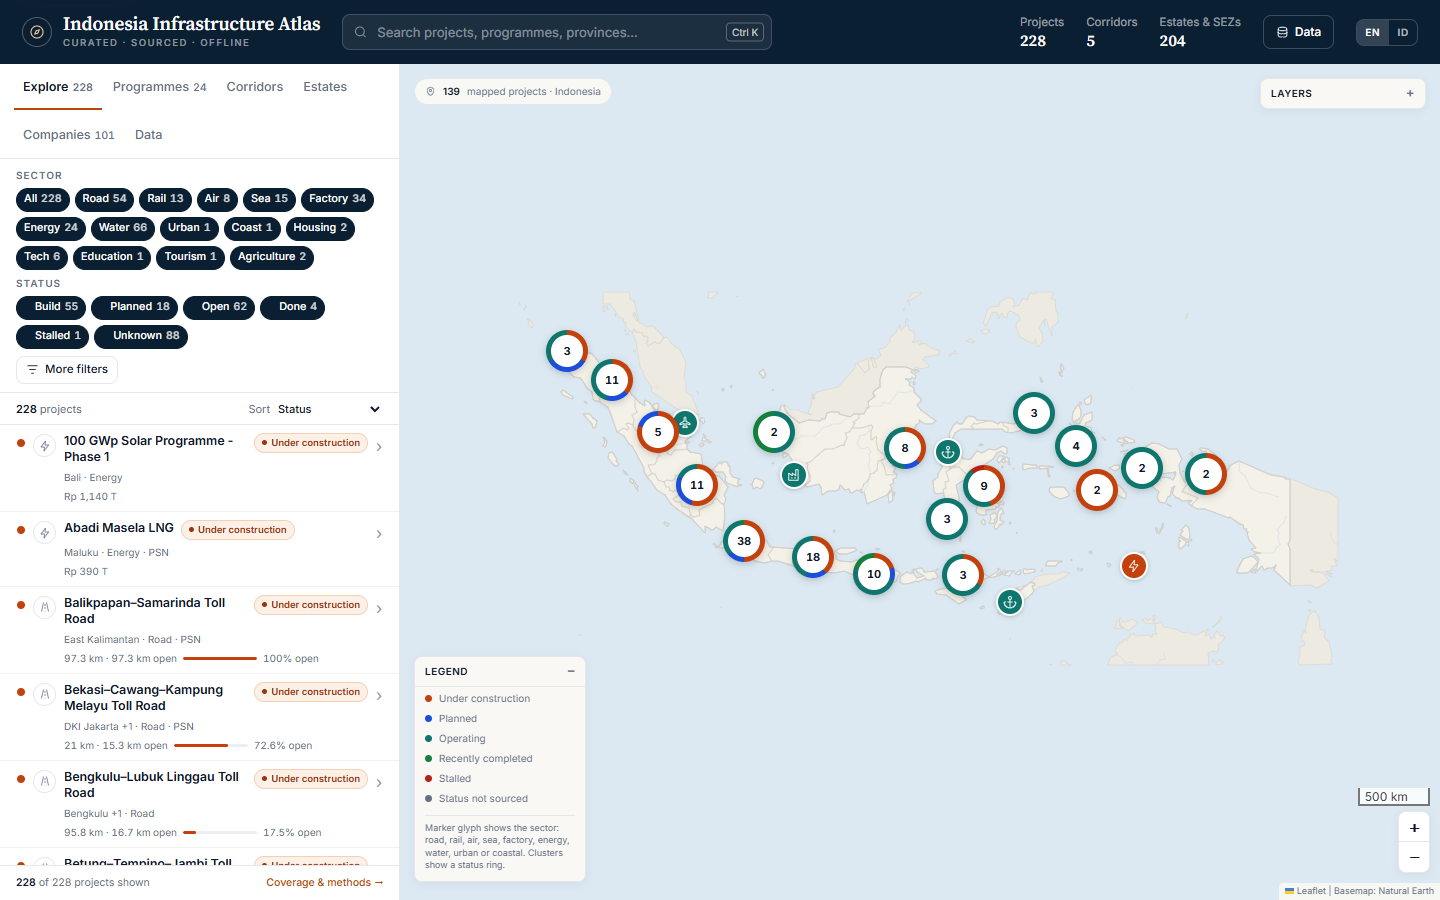 Indonesia Infrastructure Atlas
CURATED · SOURCED · OFFLINE
Search projects, programmes, provinces...
Ctrl K
Projects
228
Corridors
5
Estates & SEZs
204
Data
EN
ID
Explore 228
Programmes 24
Corridors
Estates
Companies 101
Data
SECTOR
All 228
Road 54
Rail 13
Air 8
Sea 15
Factory 34
Energy 24
Water 66
Urban 1
Coast 1
Housing 2
Tech 6
Education 1
Tourism 1
Agriculture 2
STATUS
Build 55
Planned 18
Open 62
Done 4
Stalled 1
Unknown 88
More filters
228 projects
Sort Status
100 GWp Solar Programme -
Phase 1
Under construction
Bali · Energy
Rp 1,140 T
Abadi Masela LNG
Under construction
Maluku · Energy · PSN
Rp 390 T
Balikpapan–Samarinda Toll
Road
Under construction
East Kalimantan · Road · PSN
97.3 km · 97.3 km open
100% open
Bekasi–Cawang–Kampung
Melayu Toll Road
Under construction
DKI Jakarta +1 · Road · PSN
21 km · 15.3 km open
72.6% open
Bengkulu–Lubuk Linggau Toll
Road
Under construction
Bengkulu +1 · Road
95.8 km · 16.7 km open
17.5% open
Betung–Tempino–Jambi Toll
Under construction
228 of 228 projects shown
Coverage & methods →
139 mapped projects · Indonesia
LAYERS +
3
11
5
11
2
8
3
4
2
2
2
9
3
38
18
10
3
LEGEND −
Under construction
Planned
Operating
Recently completed
Stalled
Status not sourced
Marker glyph shows the sector:
road, rail, air, sea, factory, energy,
water, urban or coastal. Clusters
show a status ring.
500 km
+
−
Leaflet | Basemap: Natural Earth